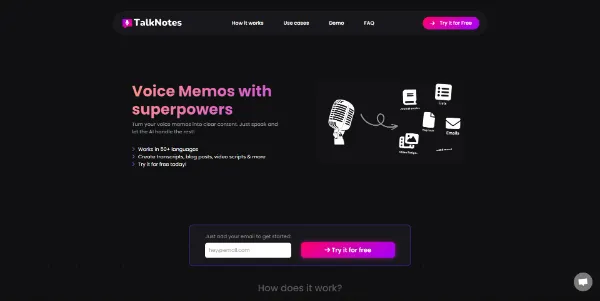 TalkNotes
How it works
Use cases
Demo
FAQ
Try it for Free
Voice Memos with
superpowers
Turn your voice memos into clear content. Just speak and
let the AI handle the rest!
Works in 50+ languages
Create transcripts, blog posts, video scripts & more
Try it for free today!
Lists
Emails
Just add your email to get started:
Try it for free
How does it work?